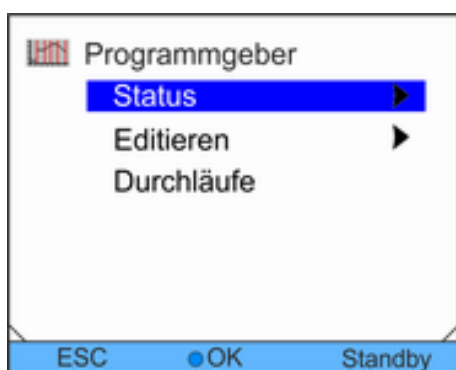 Programmgeber
Status
Editieren
Durchläufe
ESC OK Standby